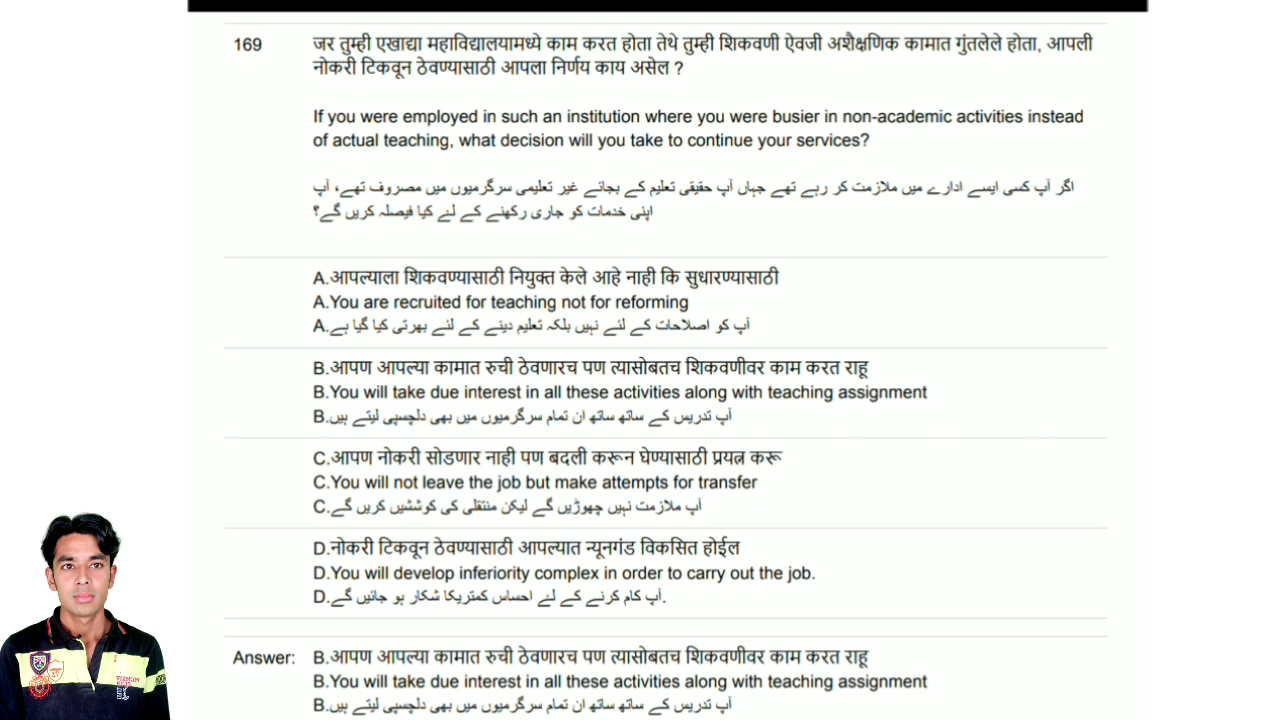 169
जर तुम्ही एखाद्या महाविद्यालयामध्ये काम करत होता तेथे तुम्ही शिकवणी ऐवजी अशैक्षणिक कामात गुंतलेले होता, आपली
नोकरी टिकवून ठेवण्यासाठी आपला निर्णय काय असेल ?
If you were employed in such an institution where you were busier in non-academic activities instead
of actual teaching, what decision will you take to continue your services?
اگر آپ کسی ایسے ادارے میں ملازمت کر رہے تھے جہاں آپ حقیقی تعلیم کے بجائے غیر تعلیمی سرگرمیوں میں مصروف تھے، آپ
اپنی خدمات کو جاری رکھنے کے لئے کیا فیصلہ کریں گے؟
A.आपल्याला शिकवण्यासाठी नियुक्त केले आहे नाही कि सुधारण्यासाठी
A.You are recruited for teaching not for reforming
A.آپ کو اصلاحات کے لئے نہیں بلکہ تعلیم دینے کے لئے بھرتی کیا گیا ہے
B.आपण आपल्या कामात रुची ठेवणारच पण त्यासोबतच शिकवणीवर काम करत राहू
B.You will take due interest in all these activities along with teaching assignment
B.آپ تدریس کے ساتھ ساتھ ان تمام سرگرمیوں میں بھی دلچسپی لیتے ہیں
C.आपण नोकरी सोडणार नाही पण बदली करून घेण्यासाठी प्रयत्न करू
C.You will not leave the job but make attempts for transfer
C.آپ ملازمت نہیں چھوڑیں گے لیکن منتقلی کی کوششیں کریں گے
D.नोकरी टिकवून ठेवण्यासाठी आपल्यात न्यूनगंड विकसित होईल
D.You will develop inferiority complex in order to carry out the job.
D.آپ کام کرنے کے لئے احساس کمتریکا شکار ہو جائیں گے.
Answer: B.आपण आपल्या कामात रुची ठेवणारच पण त्यासोबतच शिकवणीवर काम करत राहू
B.You will take due interest in all these activities along with teaching assignment
B.آپ تدریس کے ساتھ ساتھ ان تمام سرگرمیوں میں بھی دلچسپی لیتے ہیں